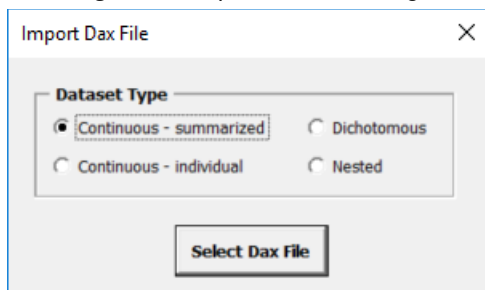 Import Dax File
Dataset Type
Continuous - summarized Dichotomous
Continuous - individual Nested
Select Dax File